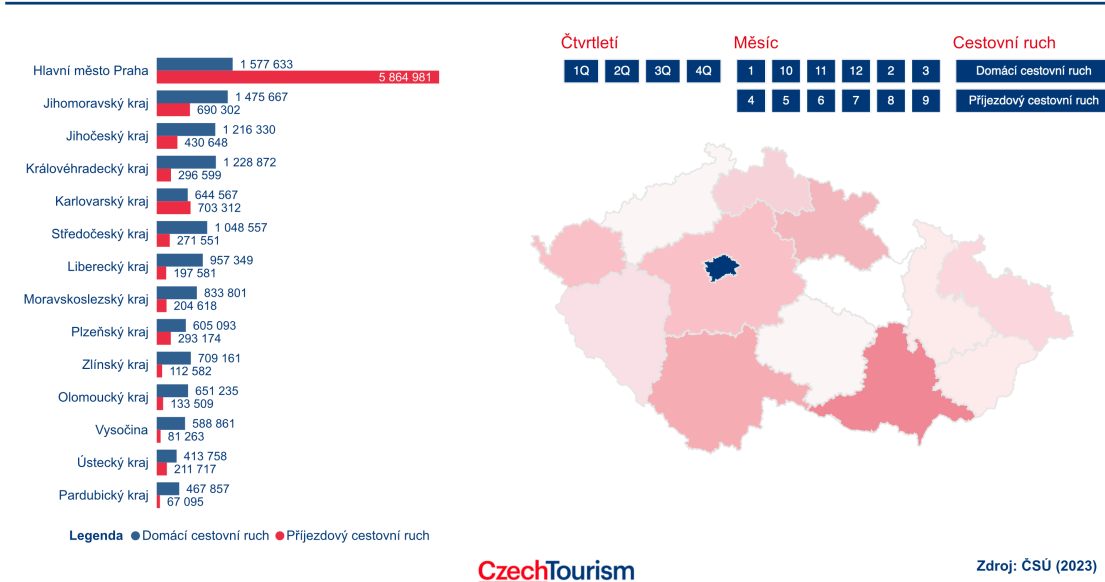 Čtvrtletí
Měsíc
Cestovní ruch
1Q 2Q 3Q 4Q
1 10 11 12 2 3
Domácí cestovní ruch
4 5 6 7 8 9
Příjezdový cestovní ruch
Hlavní město Praha
1 577 633
5 864 981
Jihomoravský kraj
1 475 667
690 302
Jihočeský kraj
1 216 330
430 648
Královéhradecký kraj
1 228 872
296 599
Karlovarský kraj
644 567
703 312
Středočeský kraj
1 048 557
271 551
Liberecký kraj
957 349
197 581
Moravskoslezský kraj
833 801
204 618
Plzeňský kraj
605 093
293 174
Zlínský kraj
709 161
112 582
Olomoucký kraj
651 235
133 509
Vysočina
588 861
81 263
Ústecký kraj
413 758
211 717
Pardubický kraj
467 857
67 095
Legenda Domácí cestovní ruch Příjezdový cestovní ruch
CzechTourism
Zdroj: ČSÚ (2023)